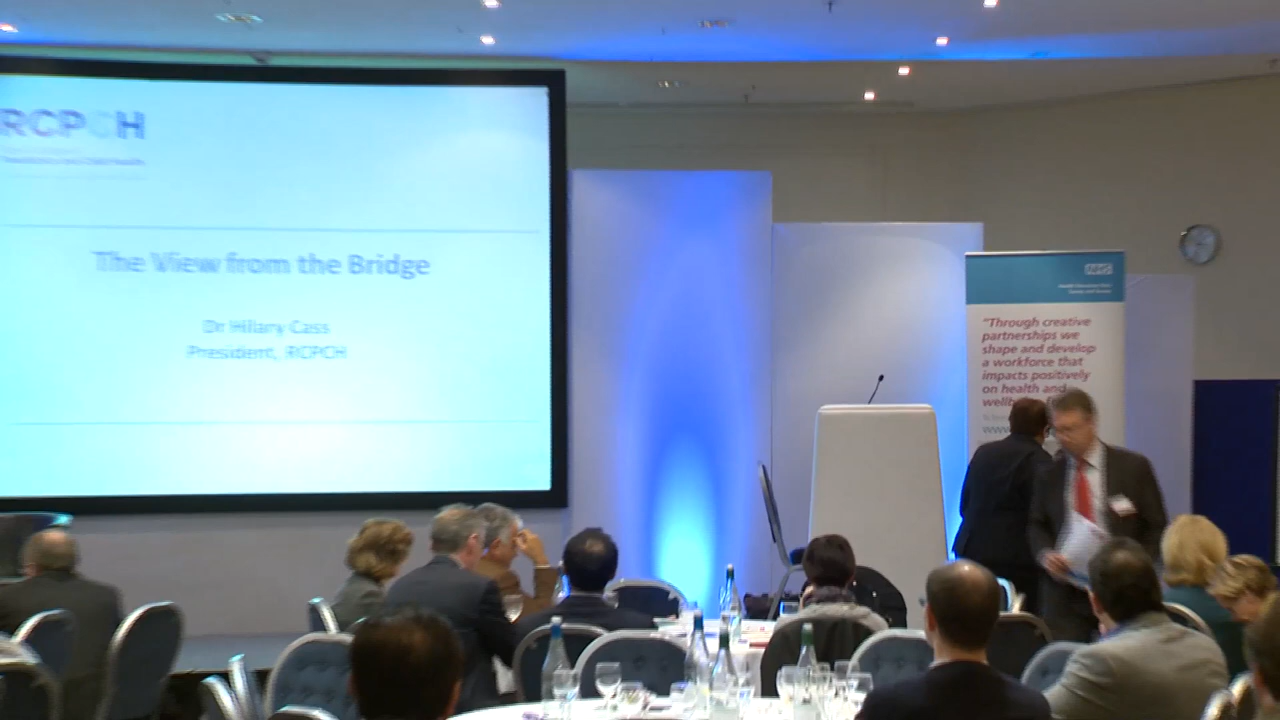 RCPCH
The View from the Bridge
Dr Hilary Cass
President, RCPCH
NHS
"Through creative
partnerships we
shape and develop
a workforce that
impacts positively
on health and